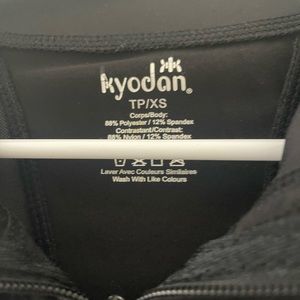 kyodan®
TP/XS
Corps/Body:
88% Polyester / 12% Spandex
Contrastant/Contrast:
88% Nylon / 12% Spandex
Laver Avec Couleurs Similaires
Wash With Like Colours